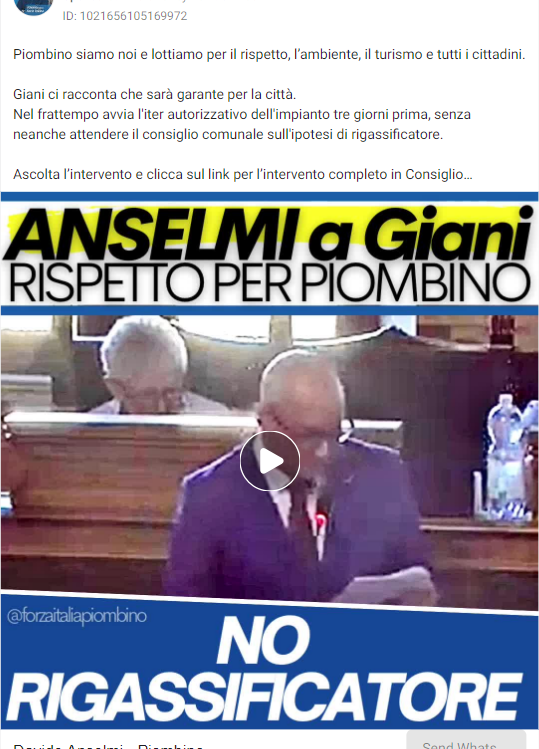 ID: 1021656105169972
Piombino siamo noi e lottiamo per il rispetto, l’ambiente, il turismo e tutti i cittadini.
Giani ci racconta che sarà garante per la città.
Nel frattempo avvia l'iter autorizzativo dell'impianto tre giorni prima, senza
neanche attendere il consiglio comunale sull'ipotesi di rigassificatore.
Ascolta l’intervento e clicca sul link per l’intervento completo in Consiglio...
ANSELMI a Giani
RISPETTO PER PIOMBINO
@forzaitaliapiombino
NO
RIGASSIFICATORE
Send Whats...